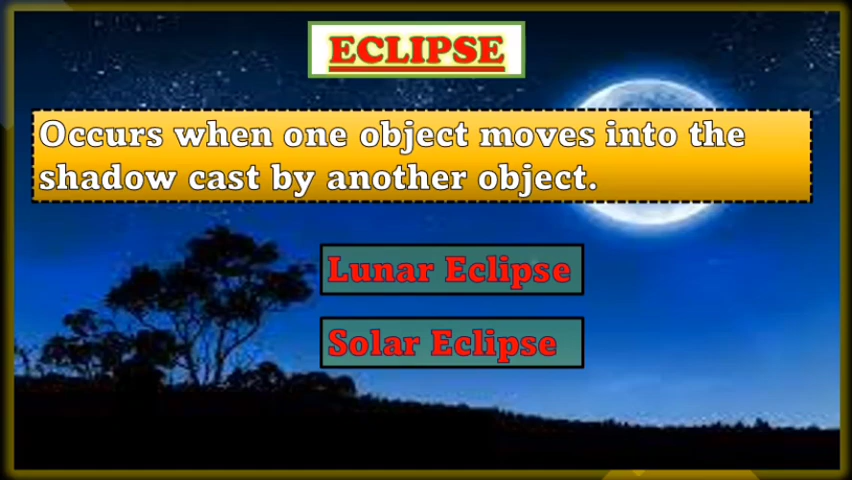 ECLIPSE
Occurs when one object moves into the
shadow cast by another object.
Lunar Eclipse
Solar Eclipse